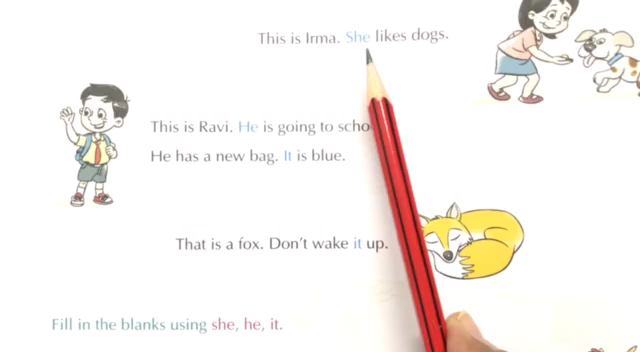 This is Irma. She likes dogs.
This is Ravi. He is going to scho
He has a new bag. It is blue.
That is a fox. Don't wake it up.
Fill in the blanks using she, he, it.